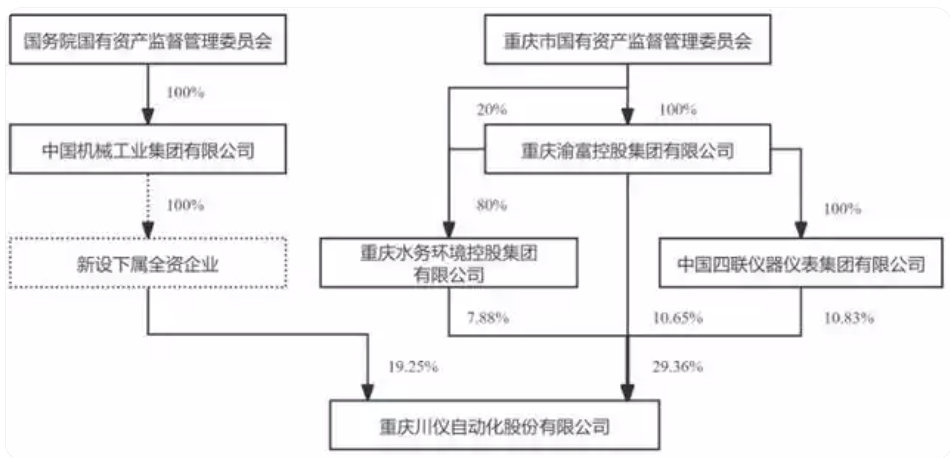 国务院国有资产监督管理委员会
重庆市国有资产监督管理委员会
100%
20%
100%
中国机械工业集团有限公司
重庆渝富控股集团有限公司
100%
80%
100%
新设下属全资企业
重庆水务环境控股集团
有限公司
中国四联仪器仪表集团有限公司
7.88%
10.65%
10.83%
19.25%
29.36%
重庆川仪自动化股份有限公司